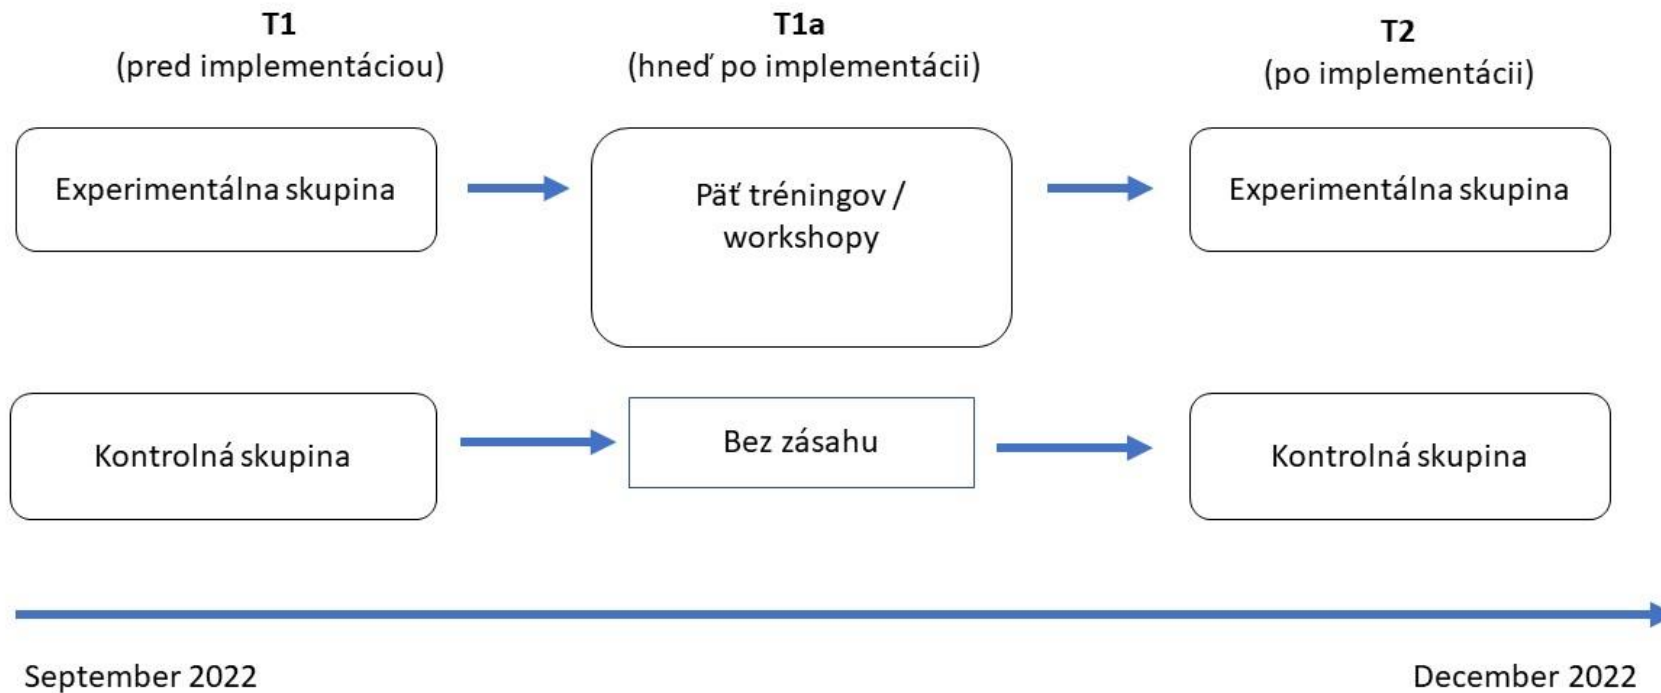 T1
(pred implementáciou)
T1a
(hneď po implementácii)
T2
(po implementácii)
Experimentálna skupina
Päť tréningov /
workshopy
Experimentálna skupina
Kontrolná skupina
Bez zásahu
Kontrolná skupina
September 2022
December 2022